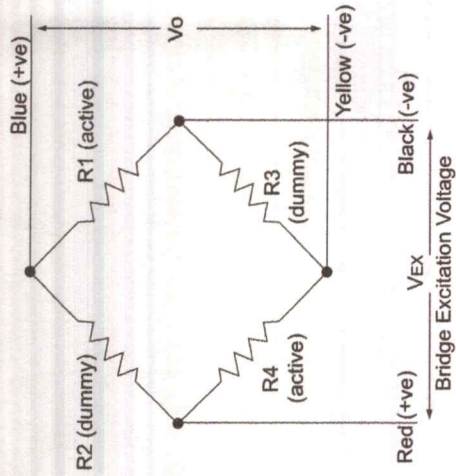 Vo
Blue (+ve)
Yellow (-ve)
R1 (active)
R3
(dummy)
R2 (dummy)
R4
(active)
Black (-ve)
Red (+ve)
VEX
Bridge Excitation Voltage